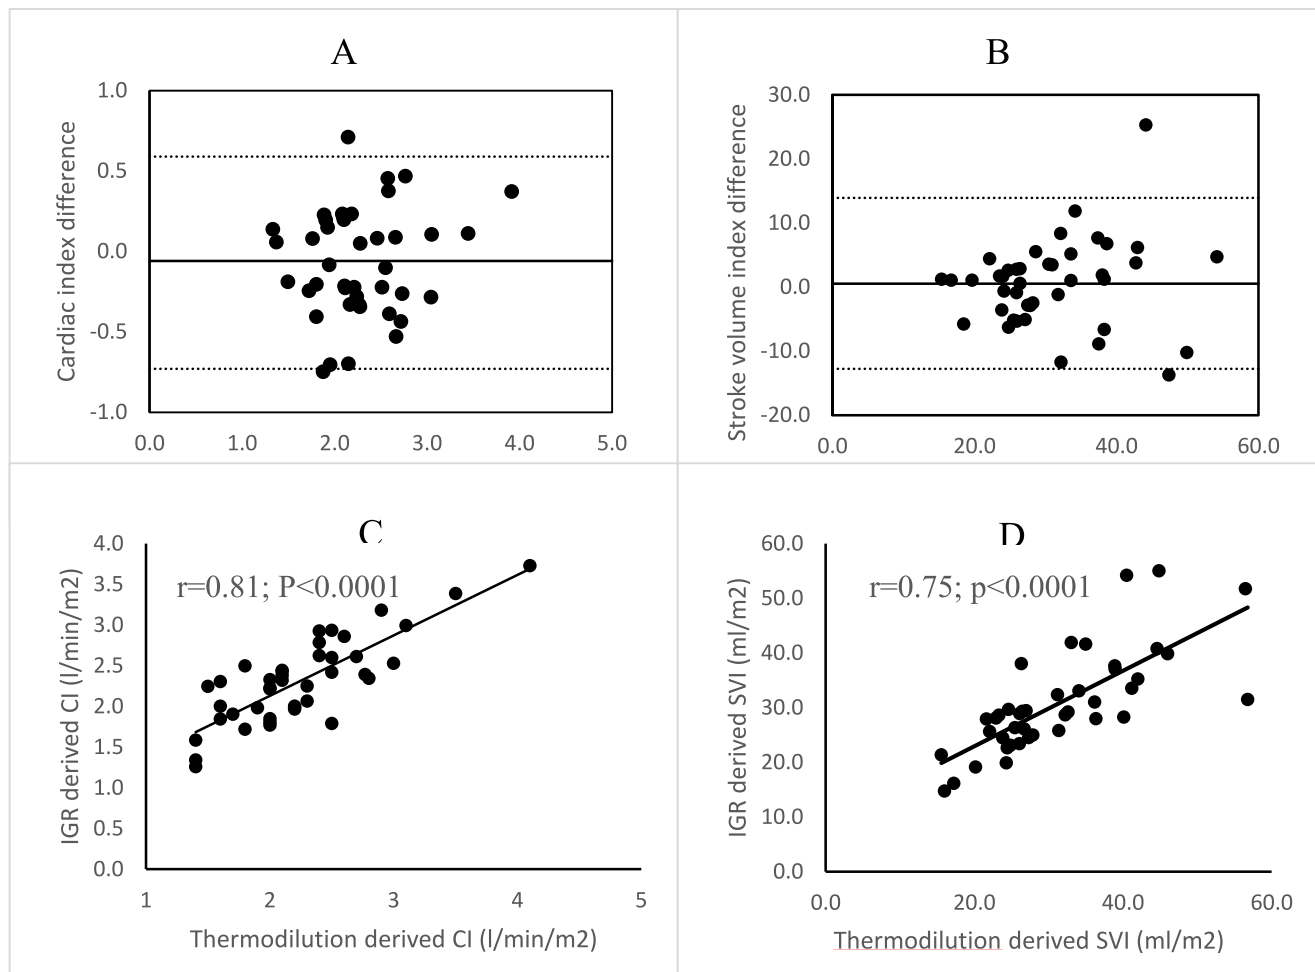 A
Cardiac index difference
1.0
0.5
0.0
-0.5
-1.0
0.0 1.0 2.0 3.0 4.0 5.0
B
Stroke volume index difference
30.0
20.0
10.0
0.0
-10.0
-20.0
0.0 20.0 40.0 60.0
C
r=0.81; P<0.0001
IGR derived CI (l/min/m2)
4.0
3.5
3.0
2.5
2.0
1.5
1.0
0.5
0.0
1 2 3 4 5
Thermodilution derived CI (l/min/m2)
D
r=0.75; p<0.0001
IGR derived SVI (ml/m2)
60.0
50.0
40.0
30.0
20.0
10.0
0.0
0.0 20.0 40.0 60.0
Thermodilution derived SVI (ml/m2)